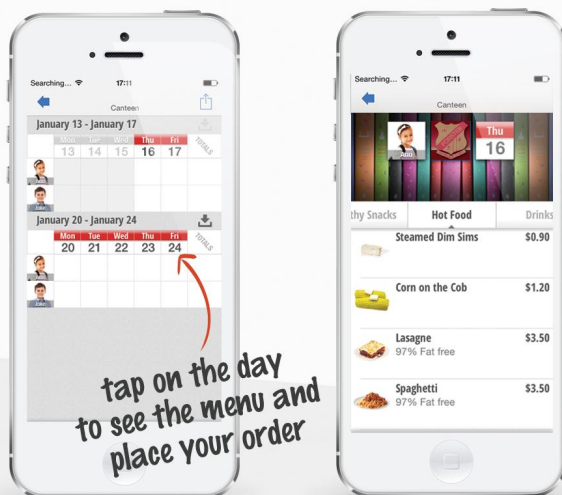 Searching...
17:11
Canteen
January 13 - January 17
Mon Tue Wed Thu Fri TOTALS
13 14 15 16 17
January 20 - January 24
Mon Tue Wed Thu Fri TOTALS
20 21 22 23 24
tap on the day
to see the menu and
place your order
Searching...
17:11
Canteen
Thu
16
thy Snacks Hot Food Drinks
Steamed Dim Sims $0.90
Corn on the Cob $1.20
Lasagne $3.50
97% Fat free
Spaghetti $3.50
97% Fat free